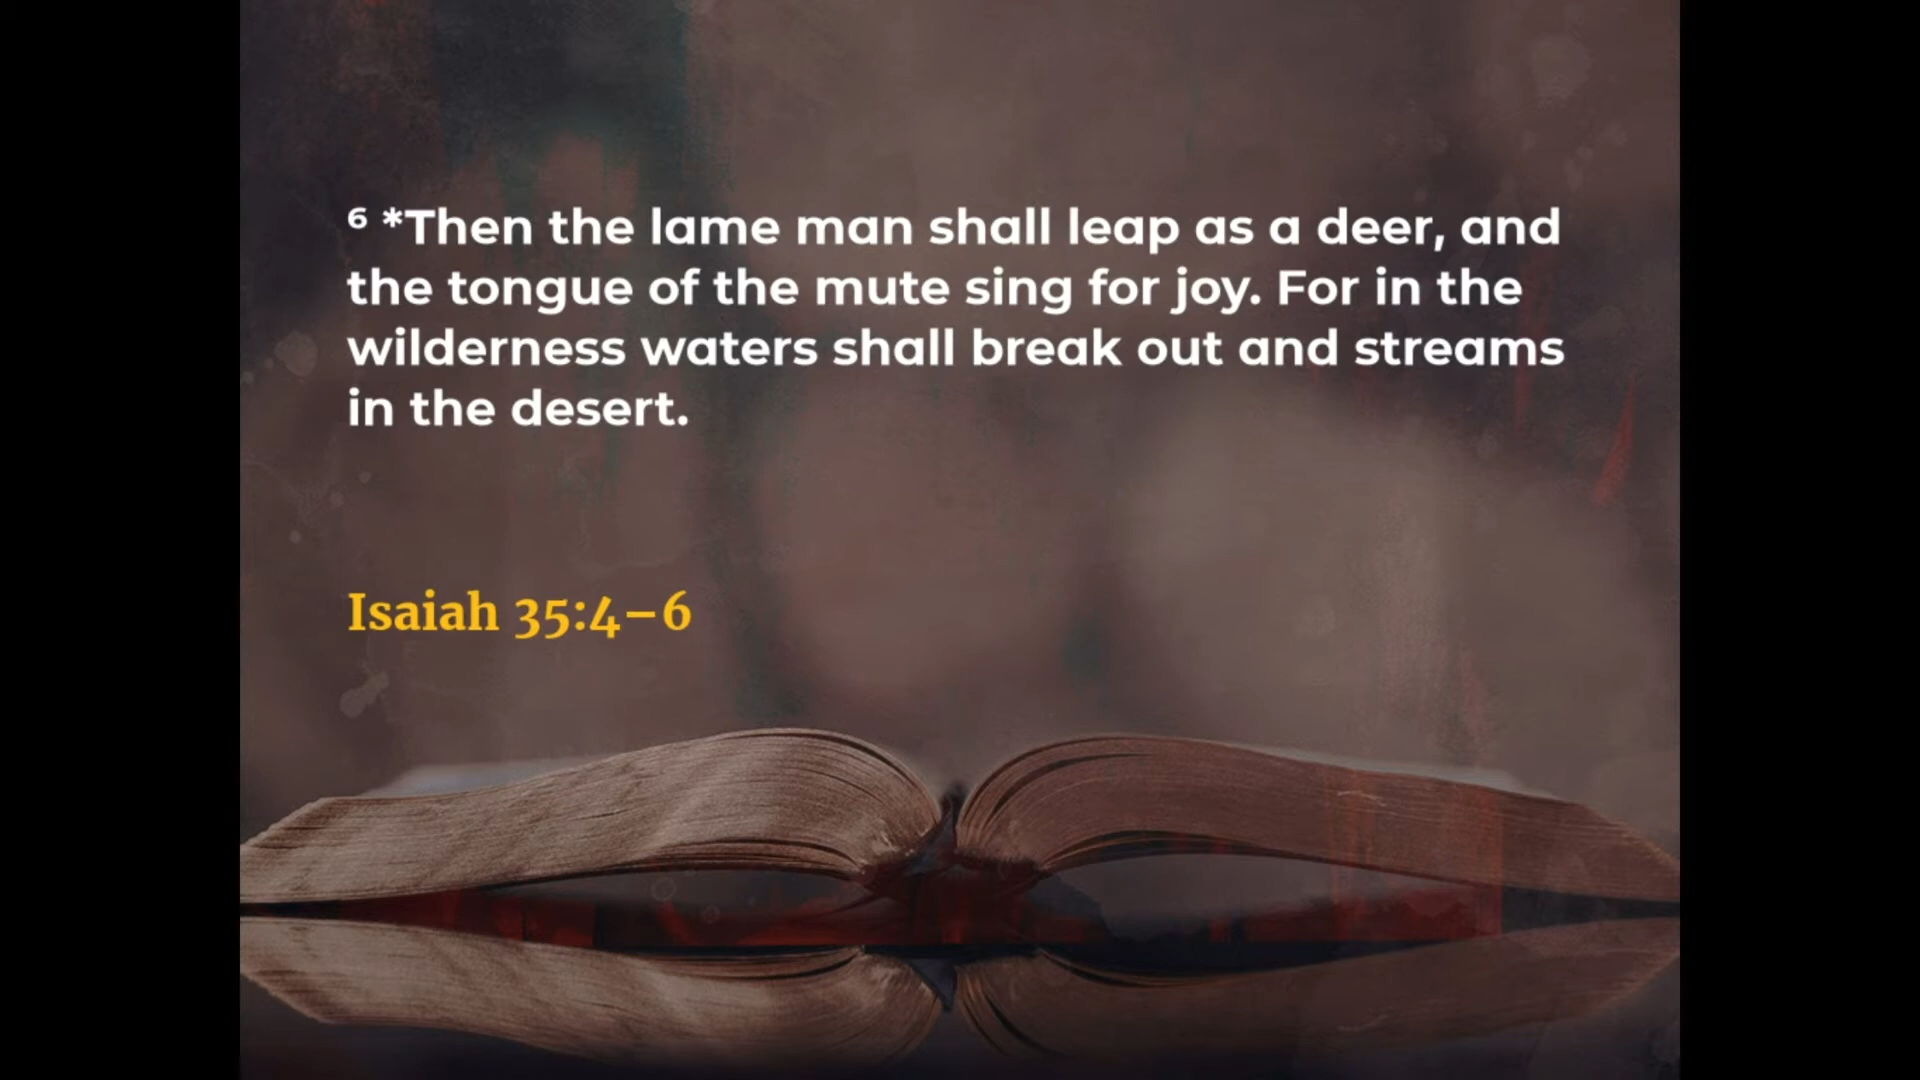 ⁶ *Then the lame man shall leap as a deer, and
the tongue of the mute sing for joy. For in the
wilderness waters shall break out and streams
in the desert.
Isaiah 35:4–6